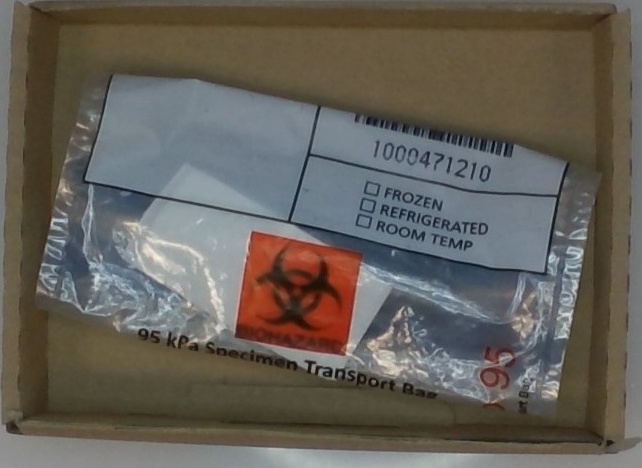 1000471210
FROZEN
REFRIGERATED
ROOM TEMP
BIOHAZARD
95 kPa Specimen Transport Bag
95